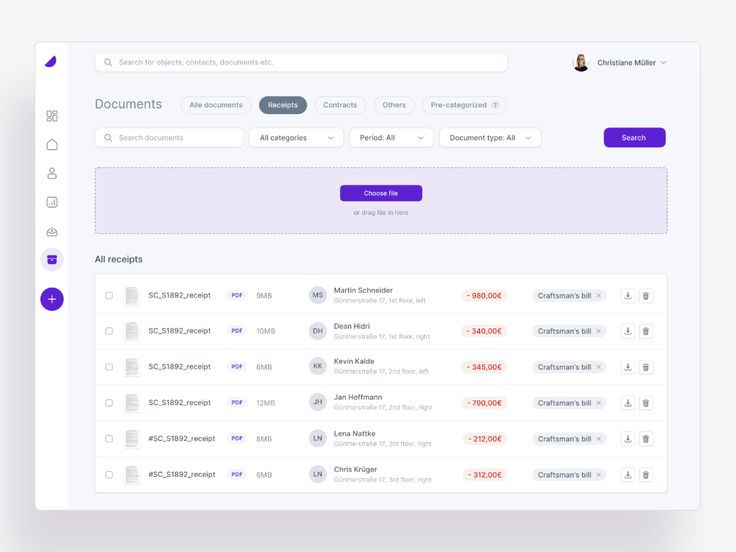 Search for objects, contacts, documents etc.
Christiane Müller
Documents
Alle documents
Receipts
Contracts
Others
Pre-categorized 7
Search documents
All categories
Period: All
Document type: All
Search
Choose file
or drag file in here
All receipts
SC_S1892_receipt PDF 9MB MS Martin Schneider - 980,00€ Craftsman's bill ×
Güntherstraße 17, 1st floor, left
SC_S1892_receipt PDF 10MB DH Dean Hidri - 340,00€ Craftsman's bill ×
Güntherstraße 17, 1st floor, right
SC_S1892_receipt PDF 6MB KK Kevin Kalde - 345,00€ Craftsman's bill ×
Güntherstraße 17, 2nd floor, left
SC_S1892_receipt PDF 12MB JH Jan Hoffmann - 790,00€ Craftsman's bill ×
Güntherstraße 17, 2nd floor, right
#SC_S1892_receipt PDF 8MB LN Lena Nattke - 212,00€ Craftsman's bill ×
Güntherstraße 17, 3rd floor, right
#SC_S1892_receipt PDF 6MB LN Chris Krüger - 312,00€ Craftsman's bill ×
Güntherstraße 17, 3rd floor, right